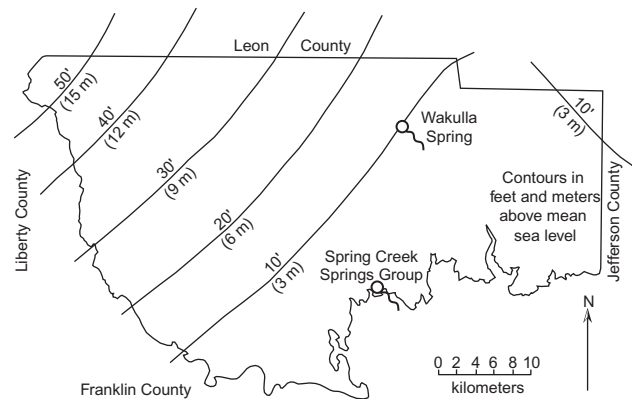 Leon County
50'
(15 m)
40'
(12 m)
30'
(9 m)
20'
(6 m)
10'
(3 m)
10'
(3 m)
Wakulla
Spring
Contours in
feet and meters
above mean
sea level
Liberty County
Jefferson County
Spring Creek
Springs Group
N
0 2 4 6 8 10
kilometers
Franklin County